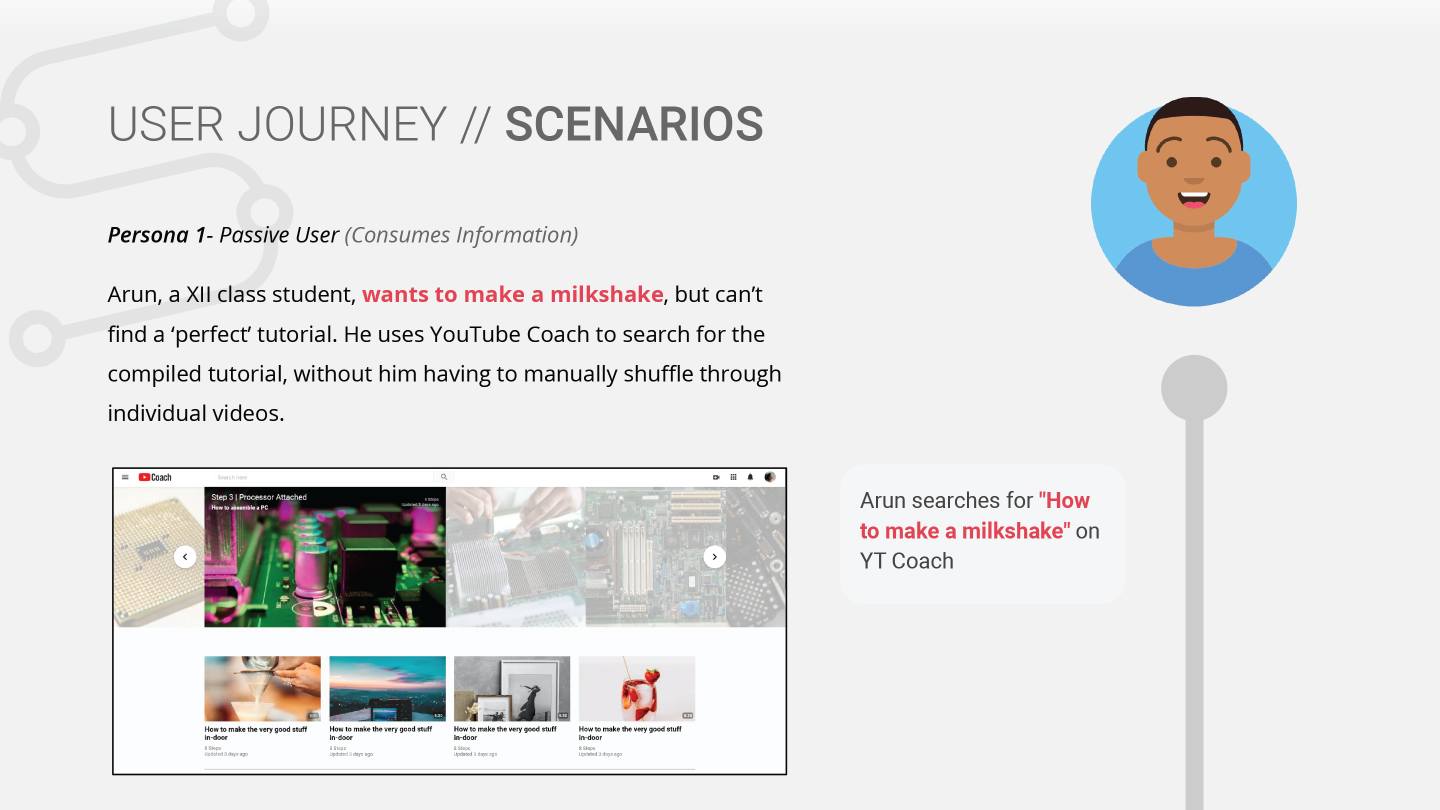 USER JOURNEY // SCENARIOS
Persona 1- Passive User (Consumes Information)
Arun, a XII class student, wants to make a milkshake, but can’t
find a ‘perfect’ tutorial. He uses YouTube Coach to search for the
compiled tutorial, without him having to manually shuffle through
individual videos.
Coach
Search here
Step 3 | Processor Attached
How to assemble a PC
6 Steps
Updated 3 days ago
How to make the very good stuff
in-door
8 Steps
Updated 3 days ago
How to make the very good stuff
in-door
8 Steps
Updated 3 days ago
How to make the very good stuff
in-door
8 Steps
Updated 3 days ago
How to make the very good stuff
in-door
8 Steps
Updated 3 days ago
Arun searches for "How
to make a milkshake" on
YT Coach